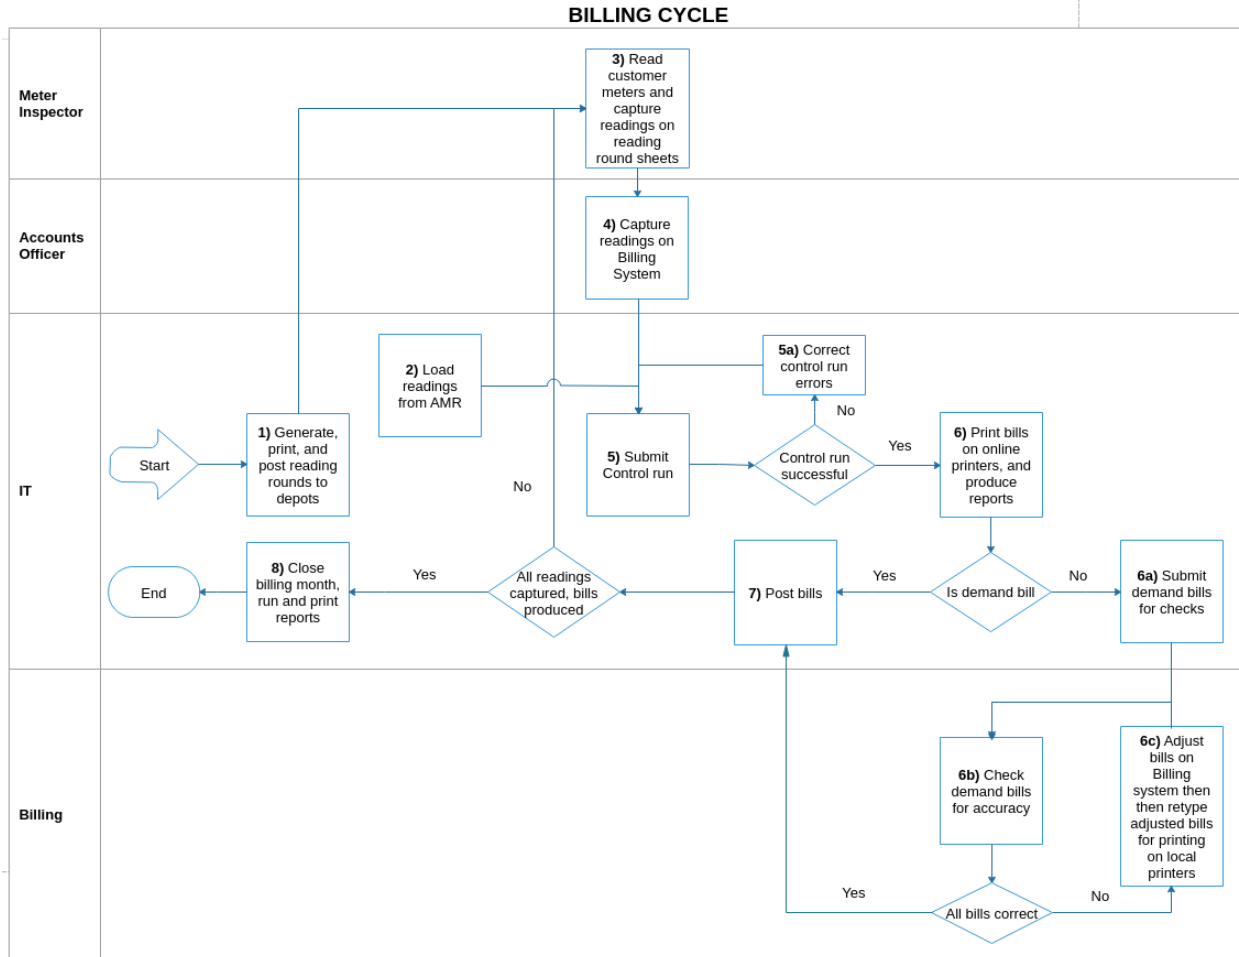 BILLING CYCLE
Meter
Inspector
3) Read
customer
meters and
capture
readings on
reading
round sheets
Accounts
Officer
4) Capture
readings on
Billing
System
IT
Start
1) Generate,
print, and
post reading
rounds to
depots
2) Load
readings
from AMR
5) Submit
Control run
Control run
successful
5a) Correct
control run
errors
No
Yes
6) Print bills
on online
printers, and
produce
reports
Is demand bill
No
6a) Submit
demand bills
for checks
Yes
7) Post bills
All readings
captured, bills
produced
No
Yes
8) Close
billing month,
run and print
reports
End
Billing
6b) Check
demand bills
for accuracy
All bills correct
Yes
No
6c) Adjust
bills on
Billing
system then
then retype
adjusted bills
for printing
on local
printers